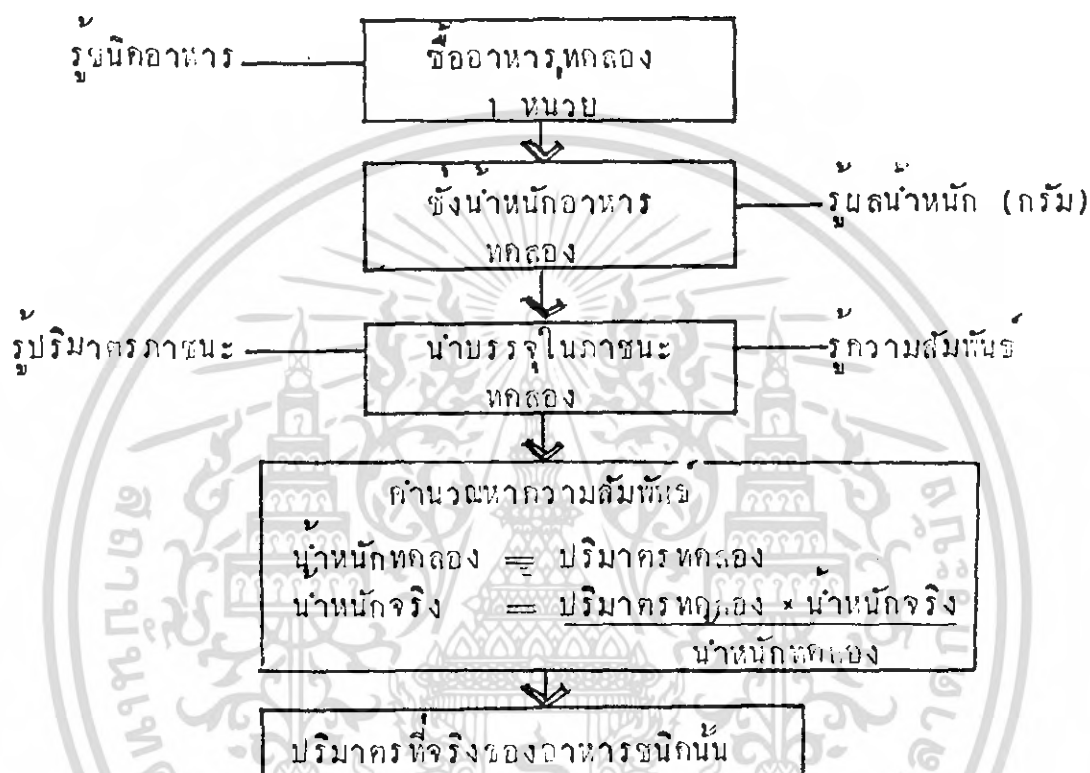 รู้ชนิดอาหาร
ซื้ออาหารทดลอง
1 หน่วย
ชั่งน้ำหนักอาหาร
ทดลอง
รู้ผลน้ำหนัก (กรัม)
รู้ปริมาตรภาชนะ
นำบรรจุในภาชนะ
ทดลอง
รู้ความสัมพันธ์
คำนวณหาความสัมพันธ์
น้ำหนักทดลอง = ปริมาตรทดลอง
น้ำหนักจริง = ปริมาตรทดลอง × น้ำหนักจริง
น้ำหนักทดลอง
ปริมาตรที่จริงของอาหารชนิดนั้น